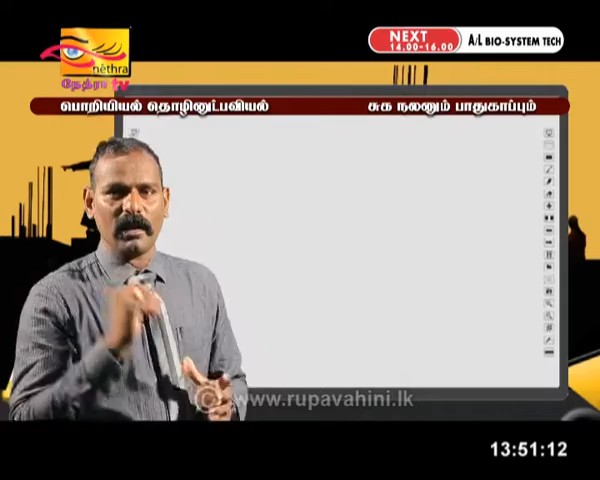 NEXT
14.00-16.00
A/L BIO-SYSTEM TECH
nethra
நேத்ரா tv
பொறியியல் தொழினுட்பவியல்
சுக நலனும் பாதுகாப்பும்
© www.rupavahini.lk
13:51:12